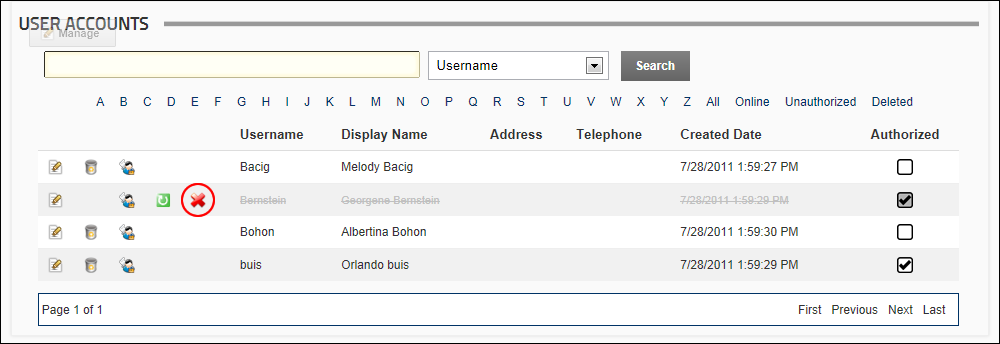 USER ACCOUNTS
Manage
Username Search
A B C D E F G H I J K L M N O P Q R S T U V W X Y Z All Online Unauthorized Deleted
Username Display Name Address Telephone Created Date Authorized
Bacig Melody Bacig 7/28/2011 1:59:27 PM
Bernstein Georgene Bernstein 7/28/2011 1:59:29 PM
Bohon Albertina Bohon 7/28/2011 1:59:30 PM
buis Orlando buis 7/28/2011 1:59:29 PM
Page 1 of 1 First Previous Next Last